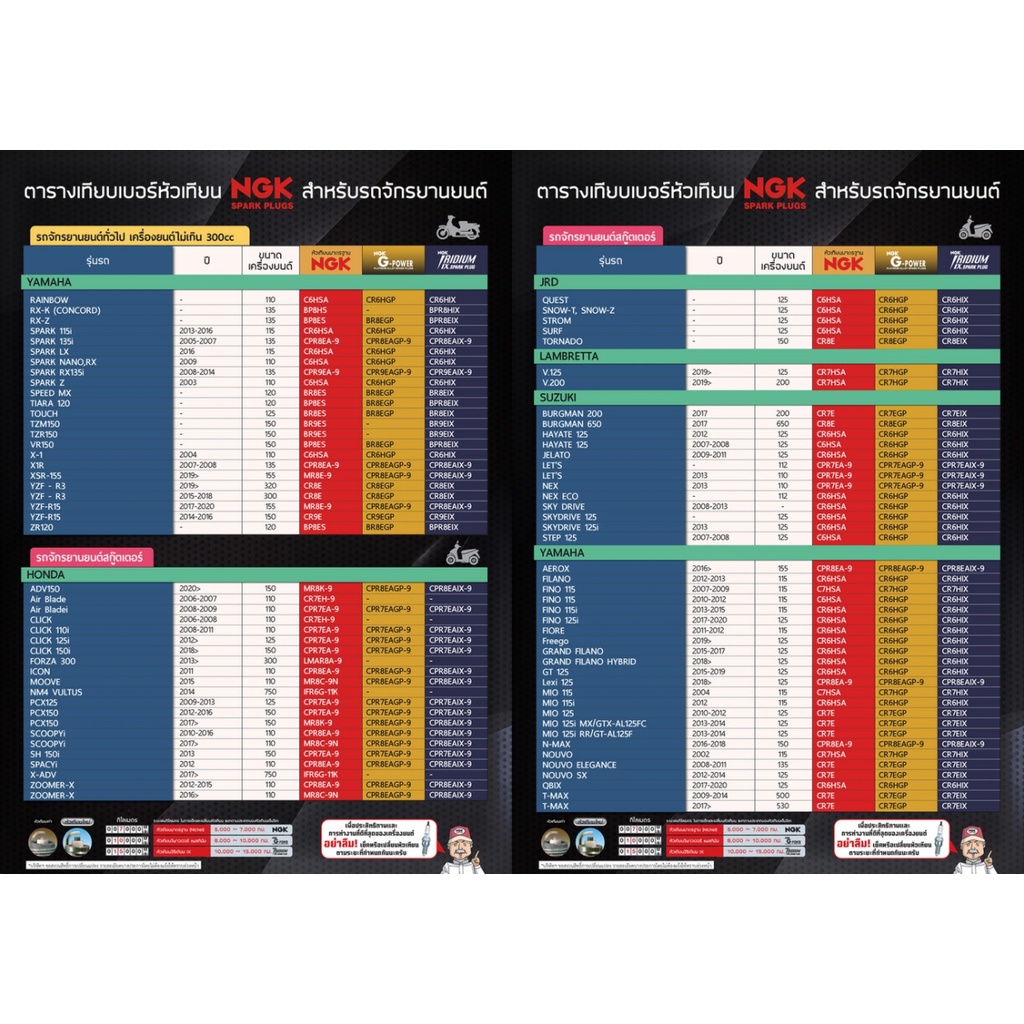 ตารางเทียบเบอร์หัวเทียน NGK SPARK PLUGS สำหรับรถจักรยานยนต์
รถจักรยานยนต์ทั่วไป เครื่องยนต์ไม่เกิน 300cc
รุ่นรถ ปี ขนาดเครื่องยนต์ หัวเทียนมาตรฐาน NGK NGK G-POWER NGK IRIDIUM IX SPARK PLUG
YAMAHA
RAINBOW - 110 C6HSA CR6HGP CR6HIX
RX-K (CONCORD) - 135 BP8HS - BPR8HIX
RX-Z - 135 BP8ES BR8EGP BPR8EIX
SPARK 115i 2013-2016 115 CR6HSA CR6HGP CR6HIX
SPARK 135i 2005-2007 135 CPR8EA-9 CPR8EAGP-9 CPR8EAIX-9
SPARK LX 2016 115 CR6HSA CR6HGP CR6HIX
SPARK NANO,RX 2009 110 C6HSA CR6HGP CR6HIX
SPARK RX135i 2008-2014 135 CPR9EA-9 CPR9EAGP-9 CPR9EAIX-9
SPARK Z 2003 110 C6HSA CR6HGP CR6HIX
SPEED MX - 120 BR8ES BR8EGP BR8EIX
TIARA 120 - 120 BP8ES BR8EGP BPR8EIX
TOUCH - 125 BR8ES BR8EGP BR8EIX
TZM150 - 150 BR9ES - BR9EIX
TZR150 - 150 BR9ES - BR9EIX
VR150 - 150 BP8ES BR8EGP BPR8EIX
X-1 2004 110 C6HSA CR6HGP CR6HIX
X1R 2007-2008 135 CPR8EA-9 CPR8EAGP-9 CPR8EAIX-9
XSR-155 2019> 155 MR8E-9 CPR8EAGP-9 CPR8EAIX-9
YZF - R3 2019> 320 CR8E CR8EGP CR8EIX
YZF - R3 2015-2018 300 CR8E CR8EGP CR8EIX
YZF-R15 2017-2020 155 MR8E-9 CPR8EAGP-9 CPR8EAIX-9
YZF-R15 2014-2016 150 CR9E CR9EGP CR9EIX
ZR120 - 120 BP8ES BR8EGP BPR8EIX
รถจักรยานยนต์สกู๊ตเตอร์
HONDA
ADV150 2020> 150 MR8K-9 CPR8EAGP-9 CPR8EAIX-9
Air Blade 2006-2007 110 CR7EH-9 - -
Air Bladei 2008-2009 110 CPR7EA-9 CPR7EAGP-9 CPR7EAIX-9
CLICK 2006-2008 110 CR7EH-9 - -
CLICK 110i 2008-2011 110 CPR7EA-9 CPR7EAGP-9 CPR7EAIX-9
CLICK 125i 2012> 125 CPR7EA-9 CPR7EAGP-9 CPR7EAIX-9
CLICK 150i 2018> 150 CPR7EA-9 CPR7EAGP-9 CPR7EAIX-9
FORZA 300 2013> 300 LMAR8A-9 - -
ICON 2011 110 CPR8EA-9 CPR8EAGP-9 CPR8EAIX-9
MOOVE 2015 110 MR8C-9N CPR8EAGP-9 CPR8EAIX-9
NM4 VULTUS 2014 750 IFR6G-11K - -
PCX125 2009-2013 125 CPR7EA-9 CPR7EAGP-9 CPR7EAIX-9
PCX150 2012-2016 150 CPR7EA-9 CPR7EAGP-9 CPR7EAIX-9
PCX150 2017> 150 MR8K-9 CPR8EAGP-9 CPR8EAIX-9
SCOOPYi 2010-2016 110 CPR8EA-9 CPR8EAGP-9 CPR8EAIX-9
SCOOPYi 2017> 110 MR8C-9N CPR8EAGP-9 CPR8EAIX-9
SH 150i 2013 150 CPR7EA-9 CPR7EAGP-9 CPR7EAIX-9
SPACYi 2012 110 CPR8EA-9 CPR8EAGP-9 CPR8EAIX-9
X-ADV 2017> 750 IFR6G-11K - -
ZOOMER-X 2012-2015 110 CPR8EA-9 CPR8EAGP-9 CPR8EAIX-9
ZOOMER-X 2016> 110 MR8C-9N CPR8EAGP-9 CPR8EAIX-9
หัวเทียนเก่า หัวเทียนใหม่ กิโลเมตร
007000 5,000 ~ 7,000 กม. NGK
010000 8,000 ~ 10,000 กม. G-POWER
015000 10,000 ~ 15,000 กม. IRIDIUM
เพื่อประสิทธิภาพและ
การทำงานที่ดีที่สุดของเครื่องยนต์
อย่าลืม! เช็คหรือเปลี่ยนหัวเทียน
ตามระยะที่กำหนดกันนะครับ
ตารางเทียบเบอร์หัวเทียน NGK SPARK PLUGS สำหรับรถจักรยานยนต์
รถจักรยานยนต์สกู๊ตเตอร์
รุ่นรถ ปี ขนาดเครื่องยนต์ หัวเทียนมาตรฐาน NGK NGK G-POWER NGK IRIDIUM IX SPARK PLUG
JRD
QUEST - 125 C6HSA CR6HGP CR6HIX
SNOW-T, SNOW-Z - 125 C6HSA CR6HGP CR6HIX
STROM - 125 C6HSA CR6HGP CR6HIX
SURF - 125 C6HSA CR6HGP CR6HIX
TORNADO - 150 CR8E CR8EGP CR8EIX
LAMBRETTA
V.125 2019> 125 CR7HSA CR7HGP CR7HIX
V.200 2019> 200 CR7HSA CR7HGP CR7HIX
SUZUKI
BURGMAN 200 2017 200 CR7E CR7EGP CR7EIX
BURGMAN 650 2017 650 CR8E CR8EGP CR8EIX
HAYATE 125 2012 125 CR6HSA CR6HGP CR6HIX
HAYATE 125 2007-2008 125 C6HSA CR6HGP CR6HIX
JELATO 2009-2011 125 CR6HSA CR6HGP CR6HIX
LET'S - 112 CPR7EA-9 CPR7EAGP-9 CPR7EAIX-9
LET'S 2013 110 CPR7EA-9 CPR7EAGP-9 CPR7EAIX-9
NEX 2013 110 CPR7EA-9 CPR7EAGP-9 CPR7EAIX-9
NEX ECO - 112 CR6HSA CR6HGP CR6HIX
SKY DRIVE 2008-2013 - CR6HSA CR6HGP CR6HIX
SKYDRIVE 125 - 125 CR6HSA CR6HGP CR6HIX
SKYDRIVE 125i 2013 125 CR6HSA CR6HGP CR6HIX
STEP 125 2007-2008 125 C6HSA CR6HGP CR6HIX
YAMAHA
AEROX 2016> 155 CPR8EA-9 CPR8EAGP-9 CPR8EAIX-9
FILANO 2012-2013 115 CR6HSA CR6HGP CR6HIX
FINO 115 2007-2009 115 C7HSA CR7HGP CR7HIX
FINO 115 2010-2012 115 C6HSA CR6HGP CR6HIX
FINO 115i 2013-2015 115 CR6HSA CR6HGP CR6HIX
FINO 125i 2017-2020 125 CR6HSA CR6HGP CR6HIX
FIORE 2011-2012 115 CR6HSA CR6HGP CR6HIX
Freego 2019> 125 CR6HSA CR6HGP CR6HIX
GRAND FILANO 2015-2017 125 CR6HSA CR6HGP CR6HIX
GRAND FILANO HYBRID 2018> 125 CR6HSA CR6HGP CR6HIX
GT 125 2015-2019 125 CR6HSA CR6HGP CR6HIX
Lexi 125 2018> 125 CPR8EA-9 CPR8EAGP-9 CPR8EAIX-9
MIO 115 2004 115 C7HSA CR7HGP CR7HIX
MIO 115i 2012 115 CR6HSA CR6HGP CR6HIX
MIO 125 2010-2012 125 CR7E CR7EGP CR7EIX
MIO 125i MX/GTX-AL125FC 2013-2014 125 CR7E CR7EGP CR7EIX
MIO 125i RR/GT-AL125F 2013-2014 125 CR7E CR7EGP CR7EIX
N-MAX 2016-2018 150 CPR8EA-9 CPR8EAGP-9 CPR8EAIX-9
NOUVO 2002 115 CR7HSA CR7HGP CR7HIX
NOUVO ELEGANCE 2008-2011 135 CR7E CR7EGP CR7EIX
NOUVO SX 2012-2014 125 CR7E CR7EGP CR7EIX
QBIX 2017-2020 125 CR6HSA CR6HGP CR6HIX
T-MAX 2009-2014 500 CR7E CR7EGP CR7EIX
T-MAX 2017> 530 CR7E CR7EGP CR7EIX
หัวเทียนเก่า หัวเทียนใหม่ กิโลเมตร
007000 5,000 ~ 7,000 กม. NGK
010000 8,000 ~ 10,000 กม. G-POWER
015000 10,000 ~ 15,000 กม. IRIDIUM
เพื่อประสิทธิภาพและ
การทำงานที่ดีที่สุดของเครื่องยนต์
อย่าลืม! เช็คหรือเปลี่ยนหัวเทียน
ตามระยะที่กำหนดกันนะครับ